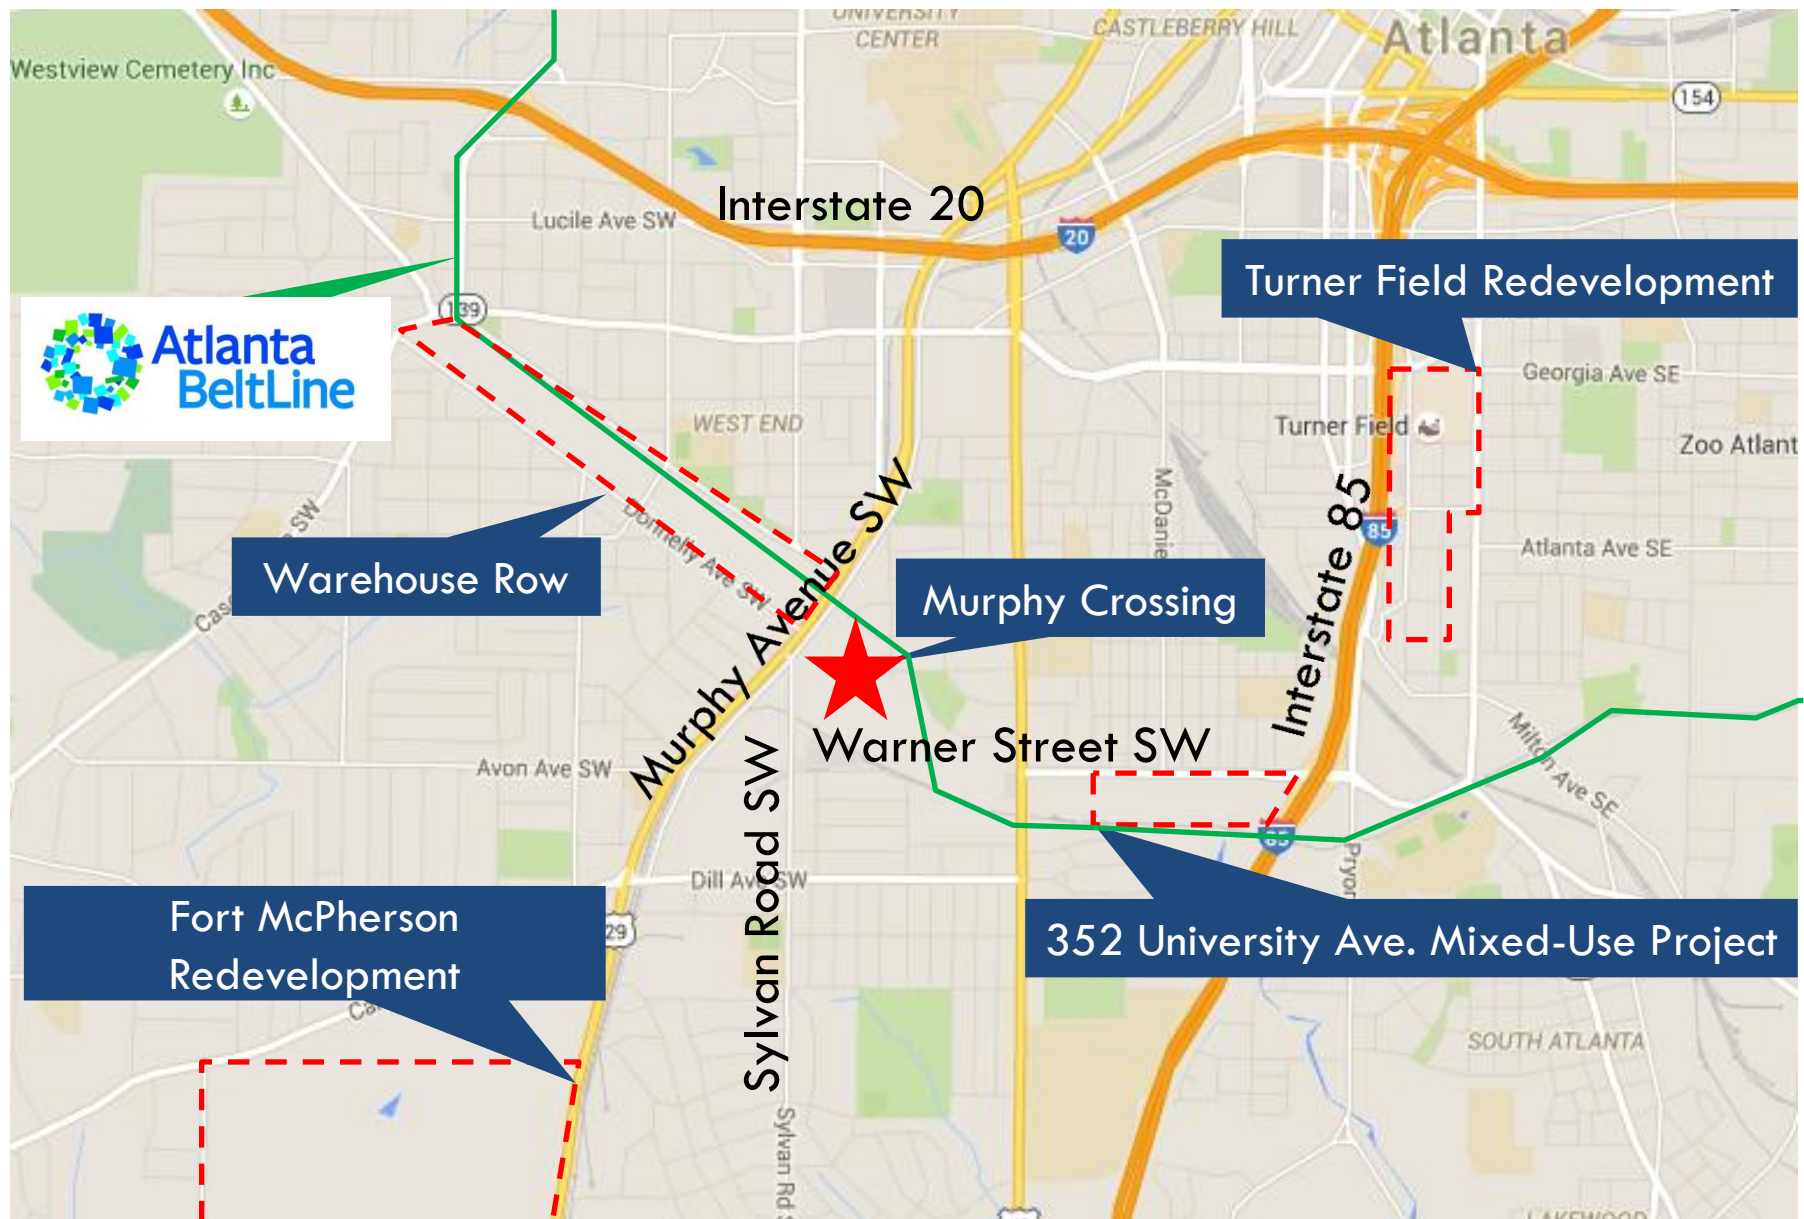 UNIVERSITY
CENTER
CASTLEBERRY HILL
Atlanta
Westview Cemetery Inc
154
Interstate 20
Lucile Ave SW
20
Turner Field Redevelopment
139
Atlanta
BeltLine
Georgia Ave SE
WEST END
Turner Field
Zoo Atlant
Murphy Avenue SW
McDanie
Interstate 85
85
SW
Donnelly Ave SW
Atlanta Ave SE
Warehouse Row
Murphy Crossing
Warner Street SW
Milton Ave SE
Avon Ave SW
Sylvan Road SW
85
Pryor
Dill Ave SW
Fort McPherson
Redevelopment
29
352 University Ave. Mixed-Use Project
SOUTH ATLANTA
Sylvan Rd S
LAKEWOOD